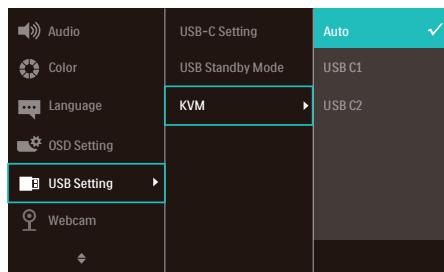 Audio
Color
Language
OSD Setting
USB Setting
Webcam
USB-C Setting
USB Standby Mode
KVM
Auto
USB C1
USB C2